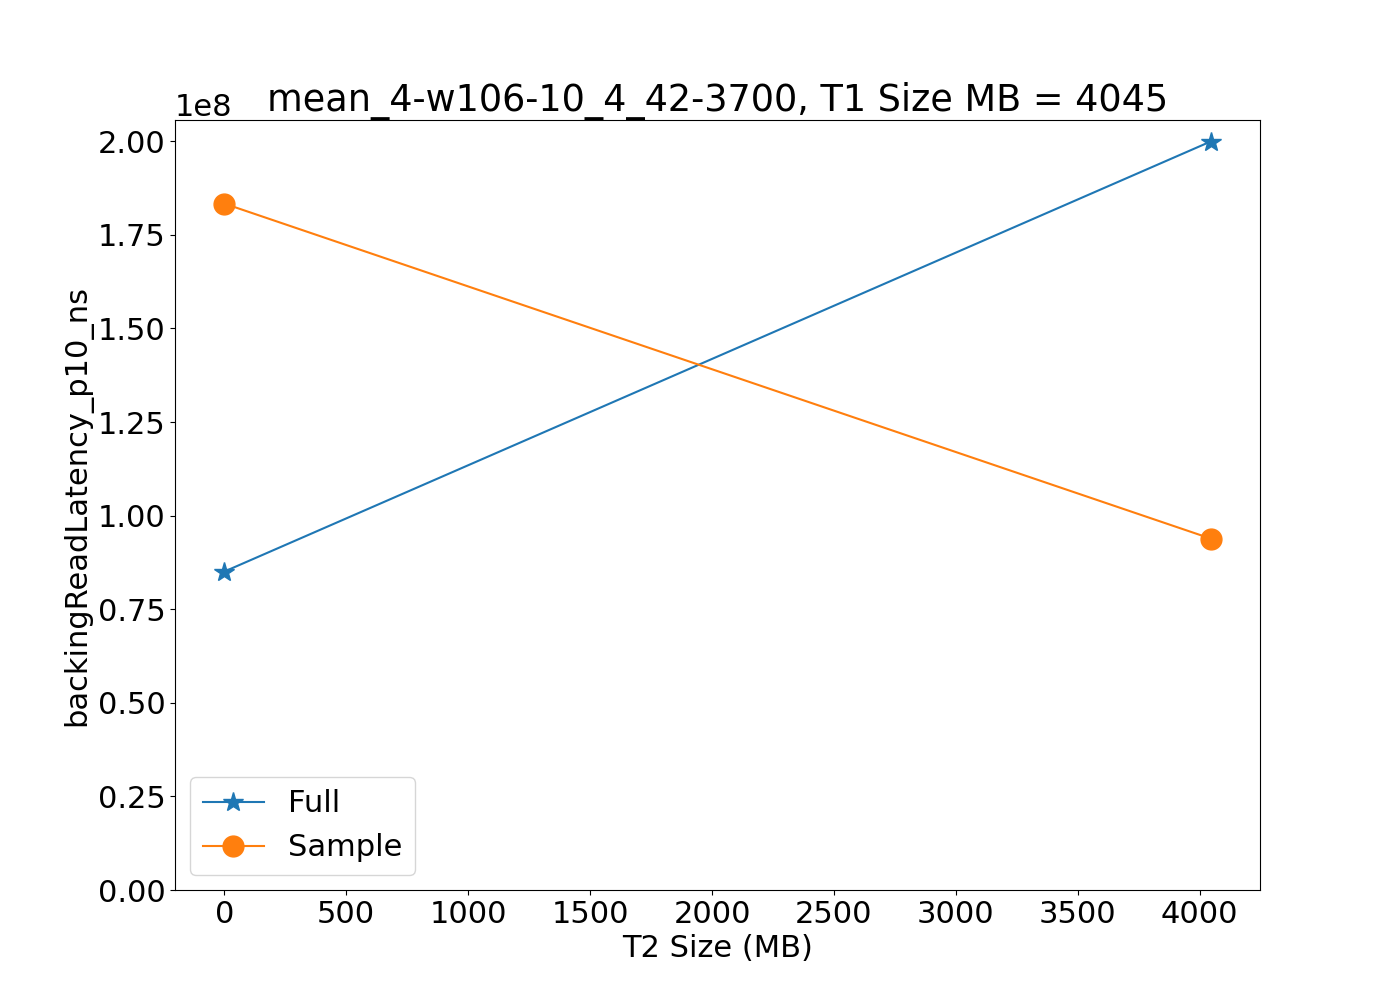 1e8
mean_4-w106-10_4_42-3700, T1 Size MB = 4045
2.00
1.75
1.50
1.25
1.00
0.75
0.50
0.25
0.00
backingReadLatency_p10_ns
Full
Sample
0 500 1000 1500 2000 2500 3000 3500 4000
T2 Size (MB)